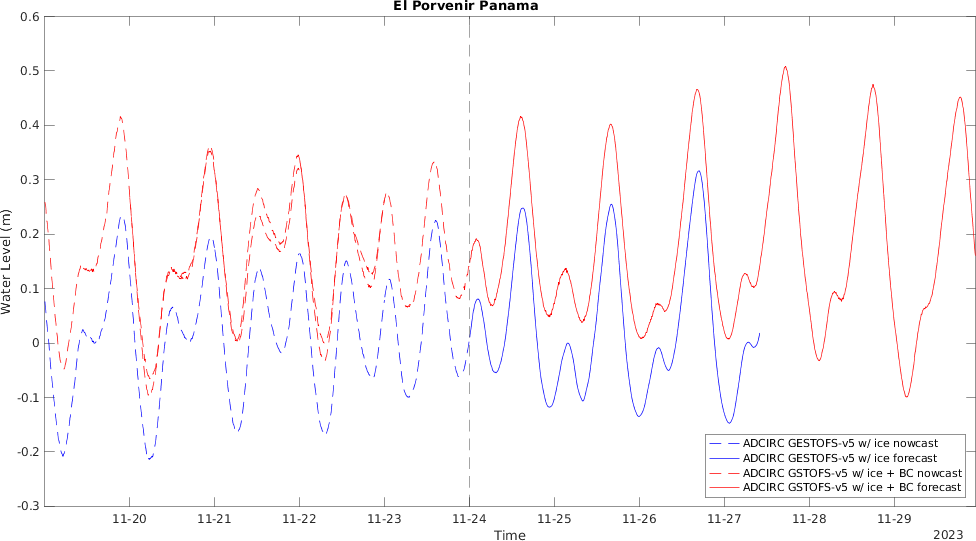 El Porvenir Panama
0.6
0.5
0.4
0.3
0.2
0.1
0
-0.1
-0.2
-0.3
Water Level (m)
ADCIRC GESTOFS-v5 w/ ice nowcast
ADCIRC GESTOFS-v5 w/ ice forecast
ADCIRC GSTOFS-v5 w/ ice + BC nowcast
ADCIRC GSTOFS-v5 w/ ice + BC forecast
11-20 11-21 11-22 11-23 11-24 11-25 11-26 11-27 11-28 11-29
Time
2023